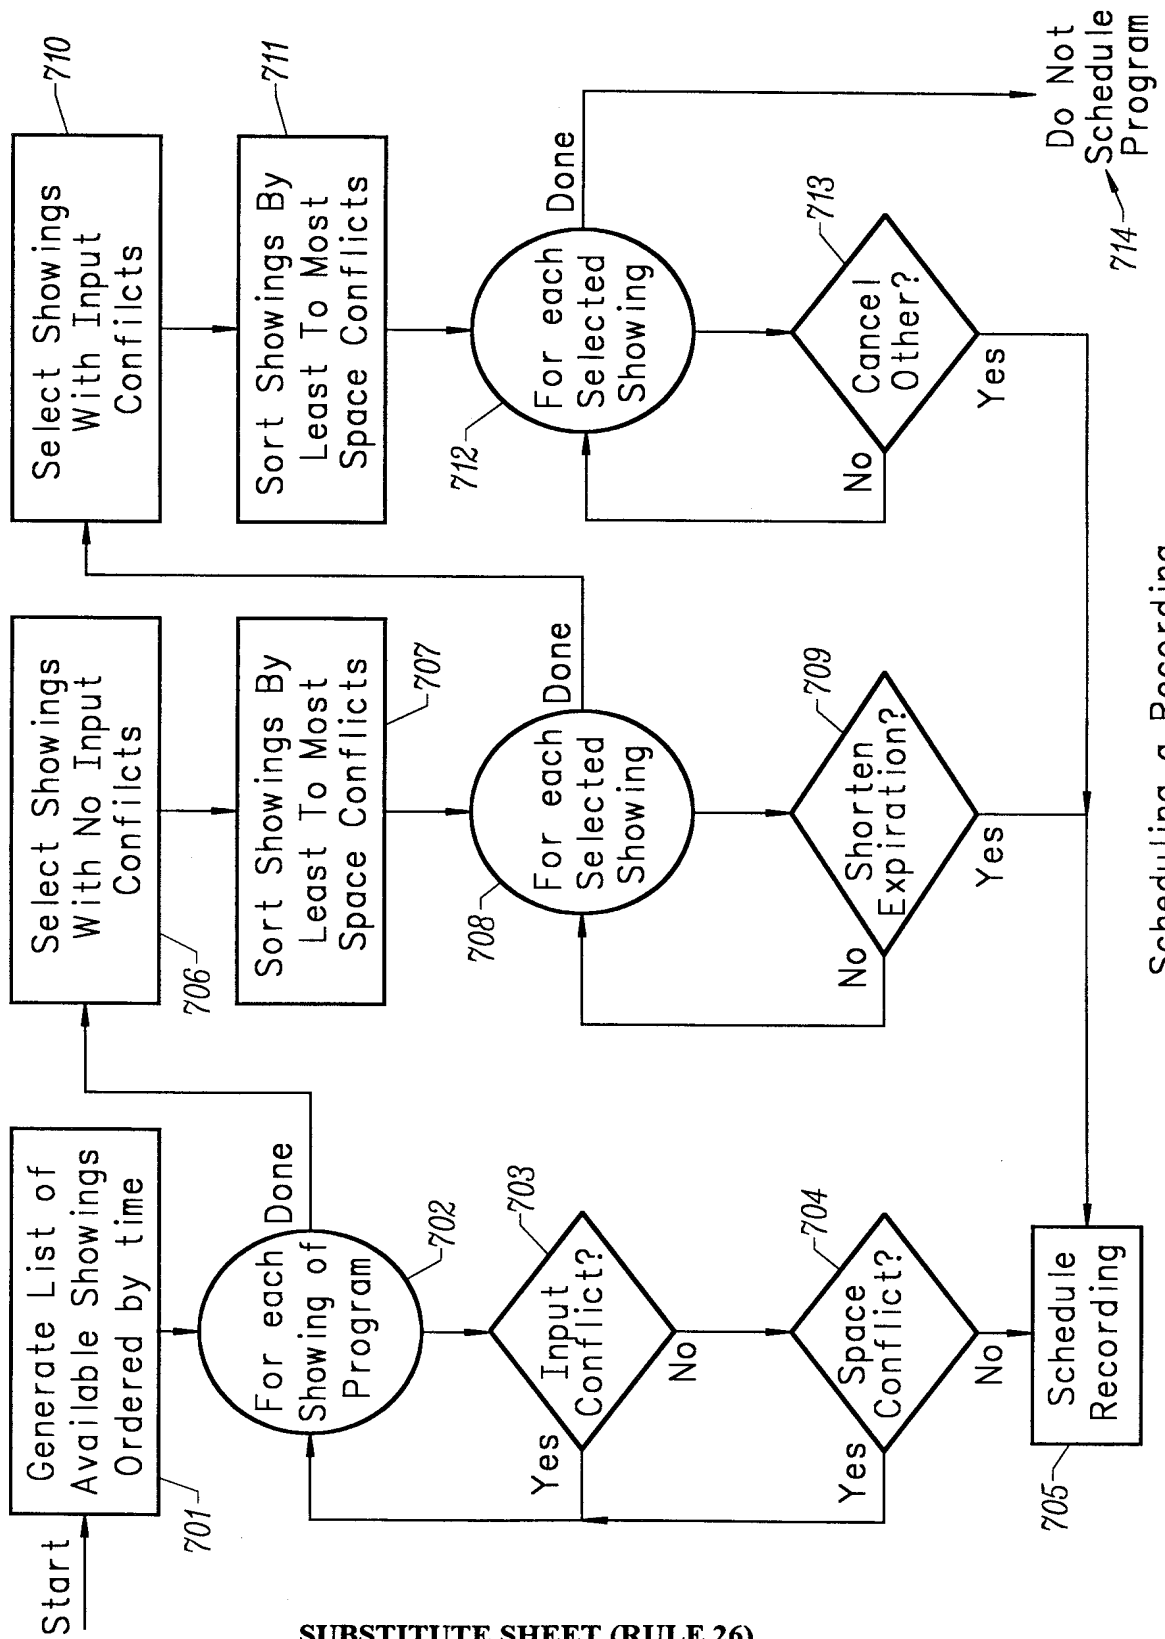 Start
Generate List of
Available Showings
Ordered by time
701
For each
Showing of
Program
Done
702
Input
Conflict?
703
Yes
No
Space
Conflict?
704
Yes
No
Schedule
Recording
705
Select Showings
With No Input
Confilcts
706
Sort Showings By
Least To Most
Space Conflicts
707
For each
Selected
Showing
Done
708
Shorten
Expiration?
709
No
Yes
Select Showings
With Input
Confilcts
710
Sort Showings By
Least To Most
Space Conflicts
711
For each
Selected
Showing
Done
712
Cancel
Other?
713
No
Yes
Do Not
Schedule
Program
714
Scheduling a Recording
SUBSTITUTE SHEET (RULE 26)